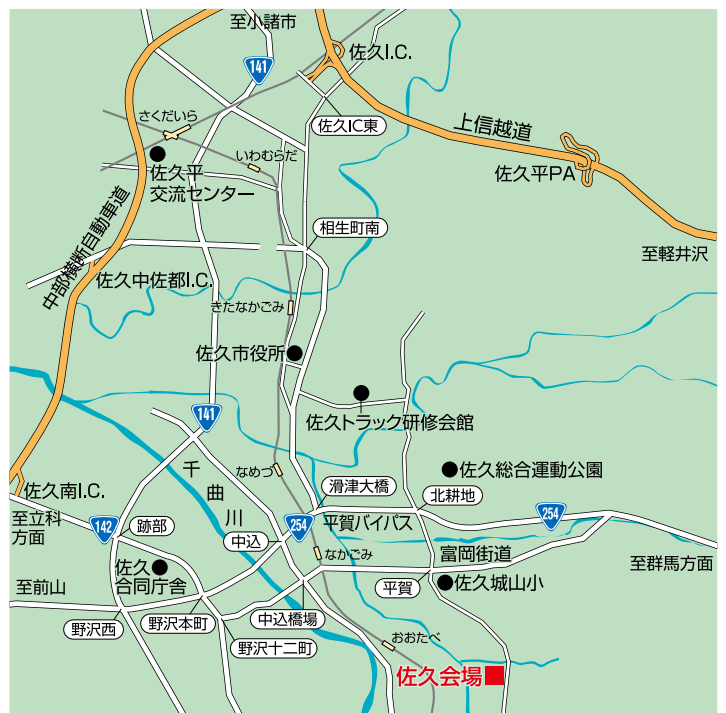 至小諸市
141
佐久I.C.
さくだいら
佐久IC東
上信越道
いわむらだ
佐久平
交流センター
佐久平PA
中部横断自動車道
相生町南
至軽井沢
佐久中佐都I.C.
きたなかごみ
佐久市役所
141
佐久トラック研修会館
千曲川
なめづ
佐久総合運動公園
佐久南I.C.
滑津大橋
北耕地
至立科
方面
142
跡部
254
平賀バイパス
254
中込
なかごみ
富岡街道
至群馬方面
佐久
合同庁舎
至前山
平賀
佐久城山小
野沢西
野沢本町
中込橋場
野沢十二町
おおたべ
佐久会場